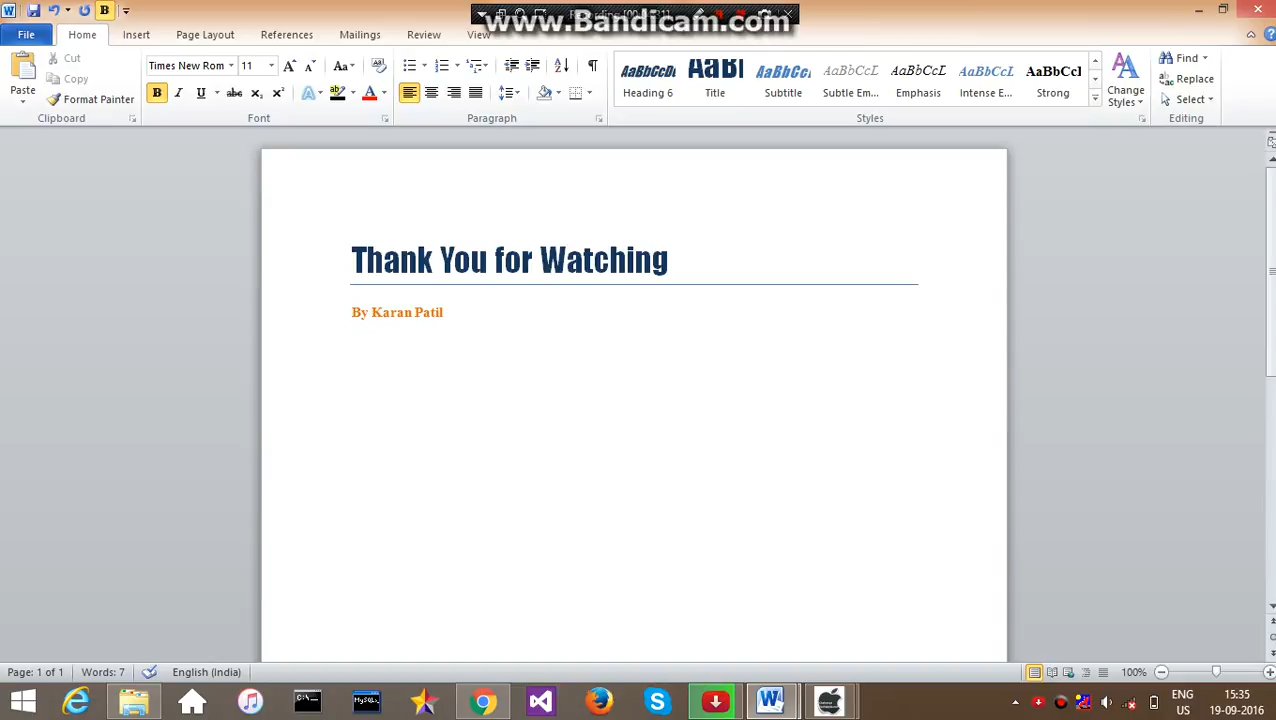 www.Bandicam.com
File Home Insert Page Layout References Mailings Review View
Cut
Copy
Format Painter
Paste
Clipboard
Times New Rom 11
Font
Paragraph
AaBbCcDc AaBl AaBbCcl AaBbCcL AaBbCcL AaBbCcL AaBbCcl
Heading 6 Title Subtitle Subtle Em... Emphasis Intense E... Strong
Styles
Change Styles
Find
Replace
Select
Editing
Thank You for Watching
By Karan Patil
Page: 1 of 1 Words: 7 English (India) 100%
ENG 15:35
US 19-09-2016